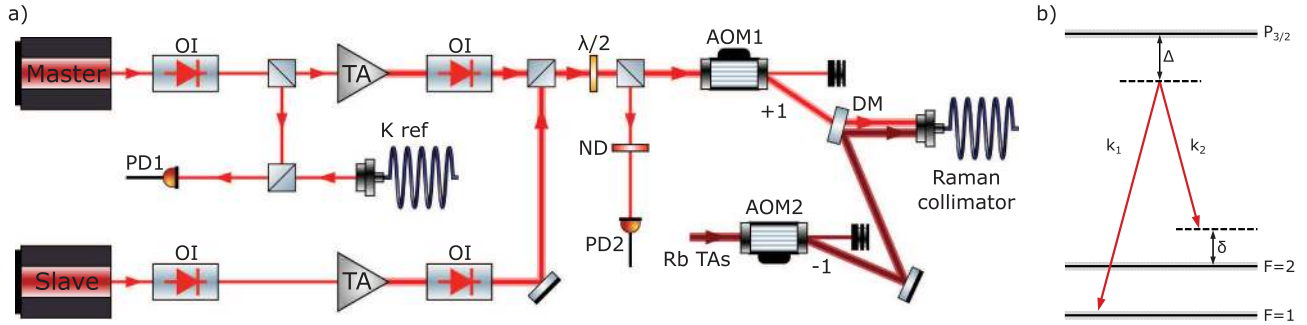 a)
Master
OI
TA
OI
λ/2
AOM1
+1
DM
K ref
PD1
ND
PD2
Raman
collimator
AOM2
Rb TAs
-1
Slave
OI
TA
OI
b)
P3/2
Δ
k1
k2
δ
F=2
F=1